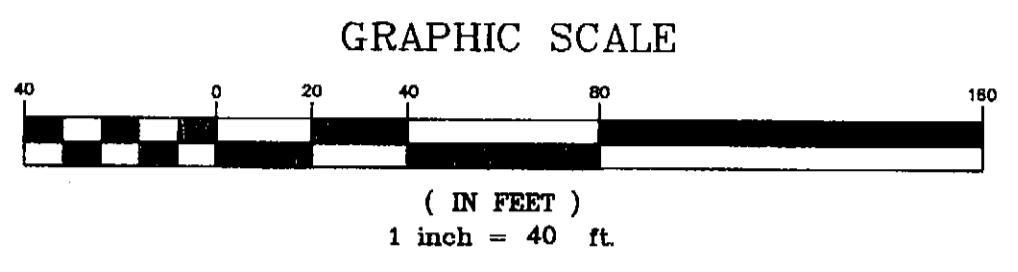 GRAPHIC SCALE
40 0 20 40 80 160
( IN FEET )
1 inch = 40 ft.